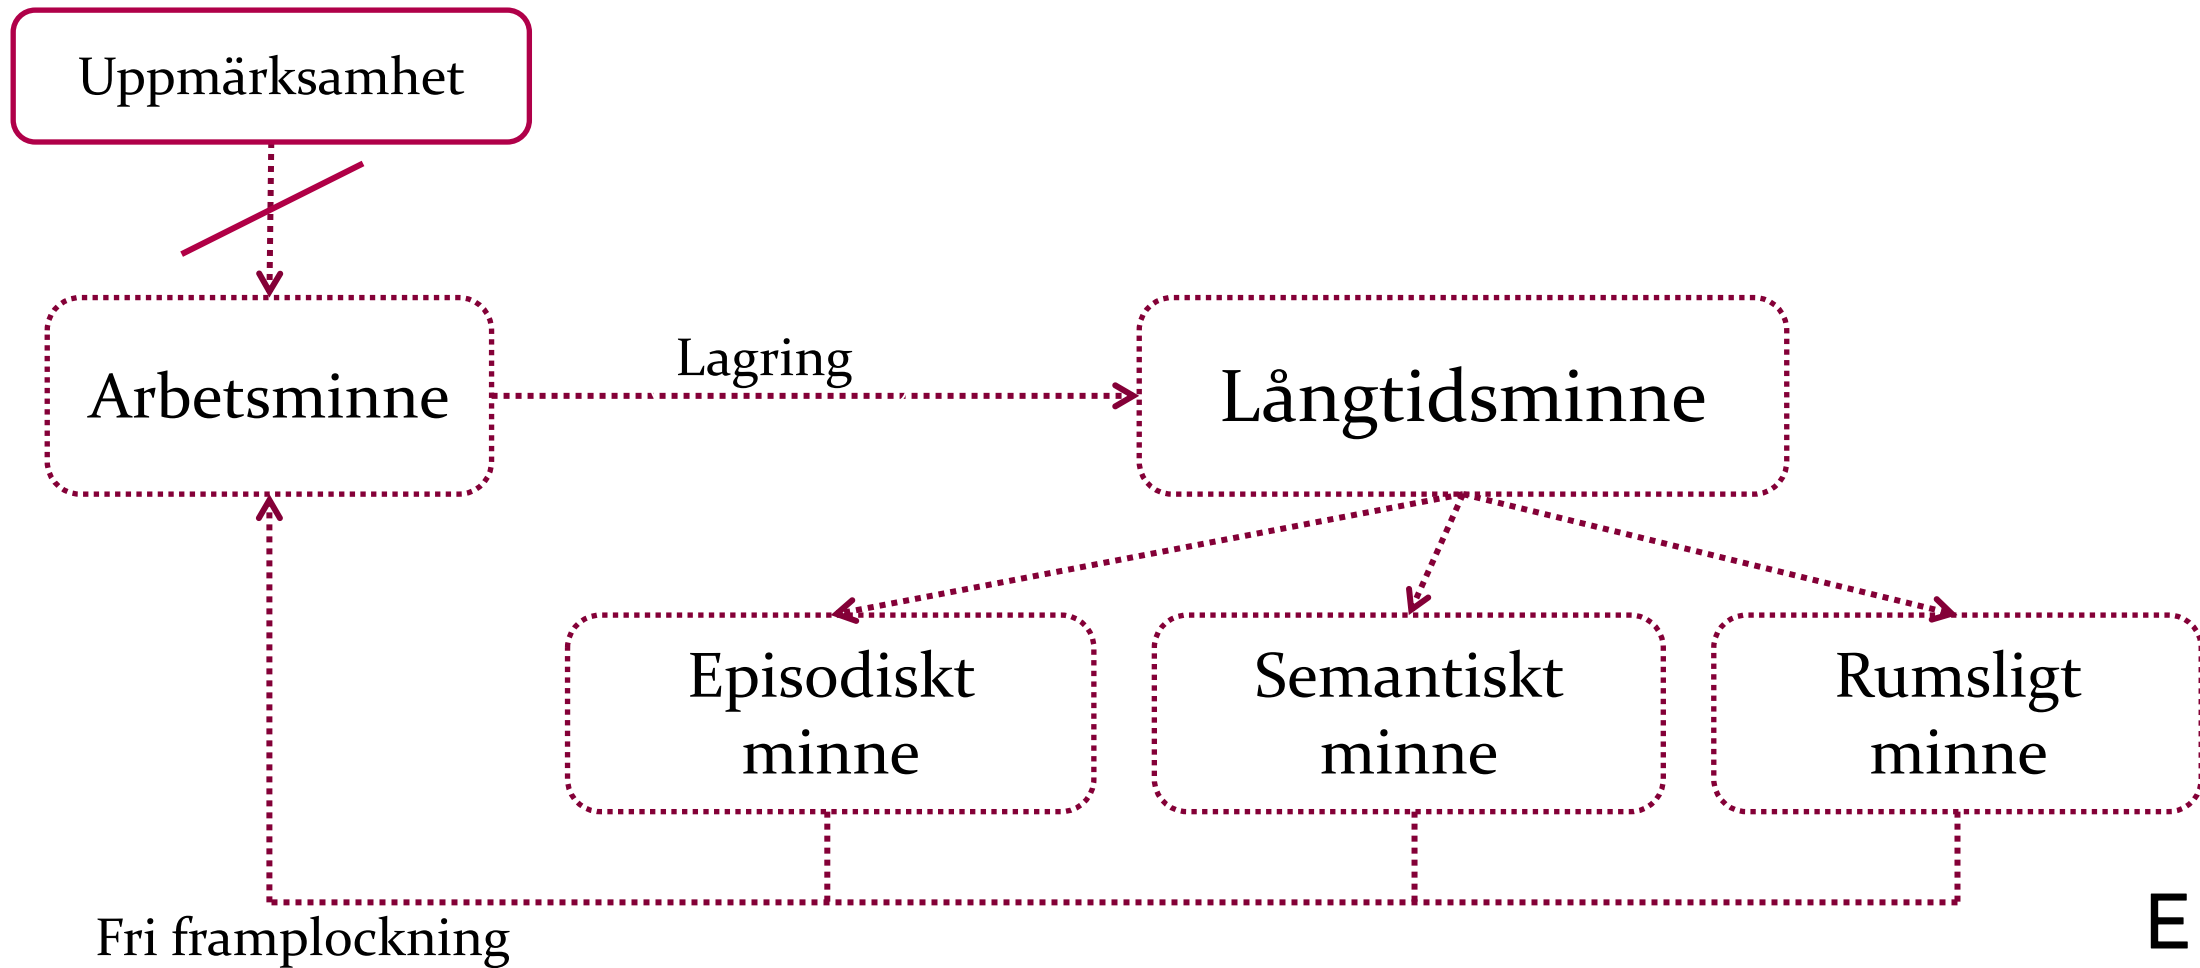 Uppmärksamhet
Lagring
Arbetsminne
Långtidsminne
Episodiskt
minne
Semantiskt
minne
Rumsligt
minne
Fri framplockning
E